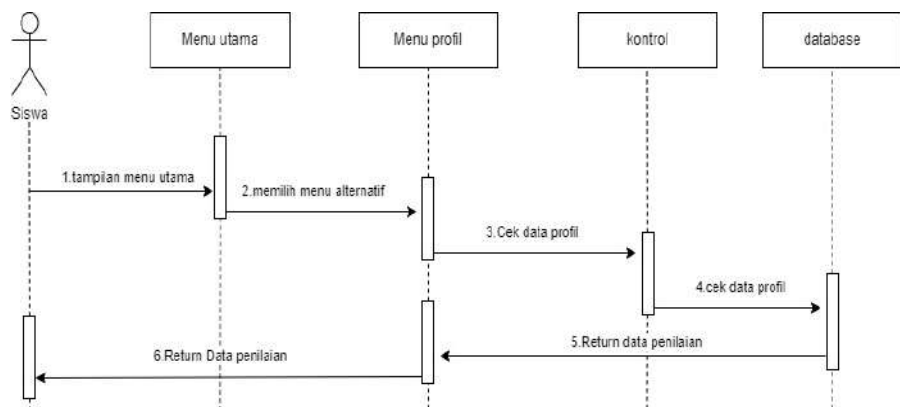 Menu utama
Menu profil
kontrol
database
Siswa
1.tampilan menu utama
2.memilih menu alternatif
3.Cek data profil
4.cek data profil
5.Return data penilaian
6.Return Data penilaian